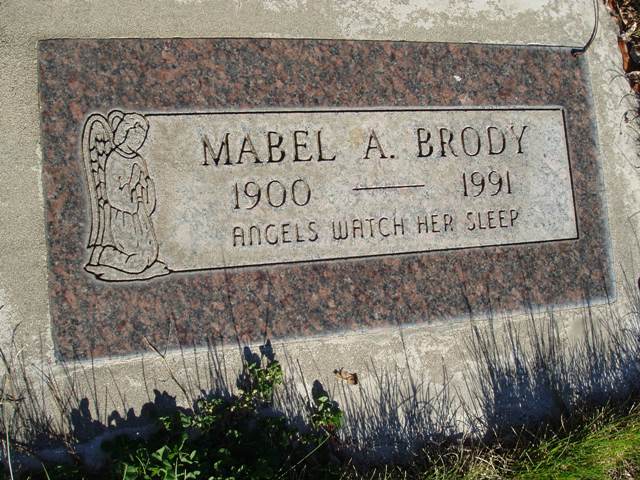 MABEL A. BRODY
1900 — 1991
ANGELS WATCH HER SLEEP